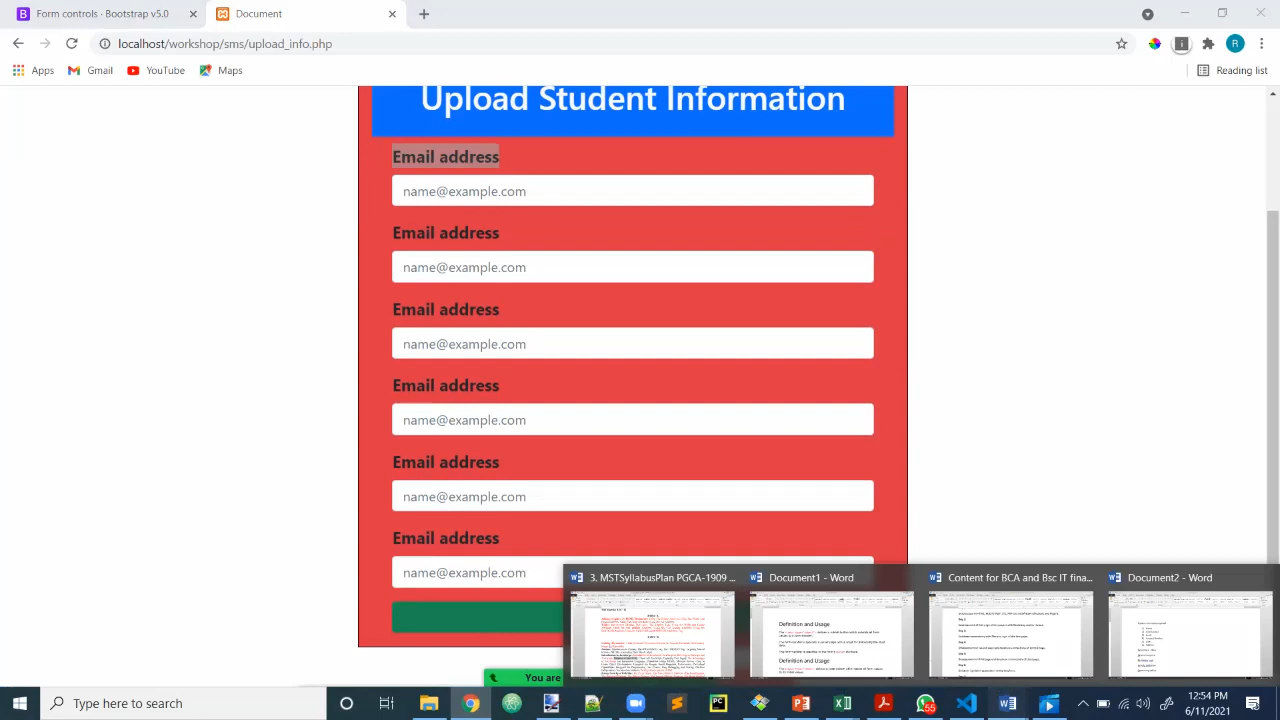 Form controls - Bootstrap v5.0
Document
localhost/workshop/sms/upload_info.php
R
Apps
Gmail
YouTube
Maps
Reading list
Upload Student Information
Email address
name@example.com
Email address
name@example.com
Email address
name@example.com
Email address
name@example.com
Email address
name@example.com
Email address
name@example.com
3. MSTSyllabusPlan PGCA-1909 ...
Document1 - Word
Content for BCA and Bsc IT fina...
Document2 - Word
Definition and Usage
Definition and Usage
You are
Type here to search
55
12:54 PM
6/11/2021